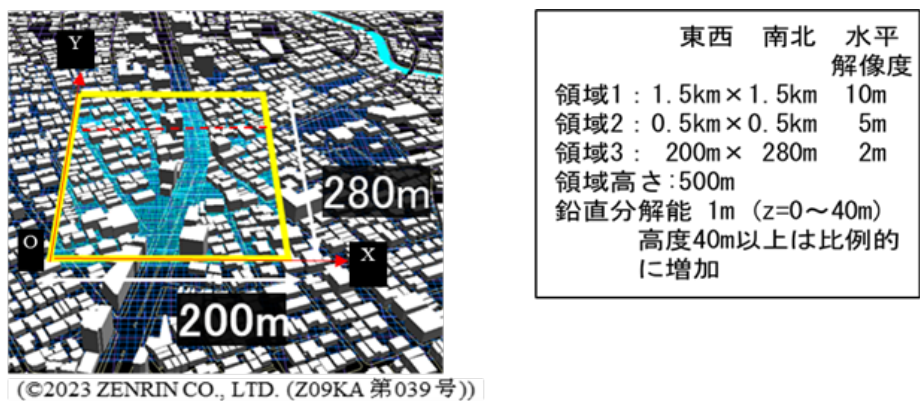 Y
280m
O
X
200m
(©2023 ZENRIN CO., LTD. (Z09KA 第039号))
東西 南北 水平
解像度
領域1：1.5km×1.5km 10m
領域2：0.5km×0.5km 5m
領域3： 200m× 280m 2m
領域高さ:500m
鉛直分解能 1m (z=0～40m)
高度40m以上は比例的
に増加